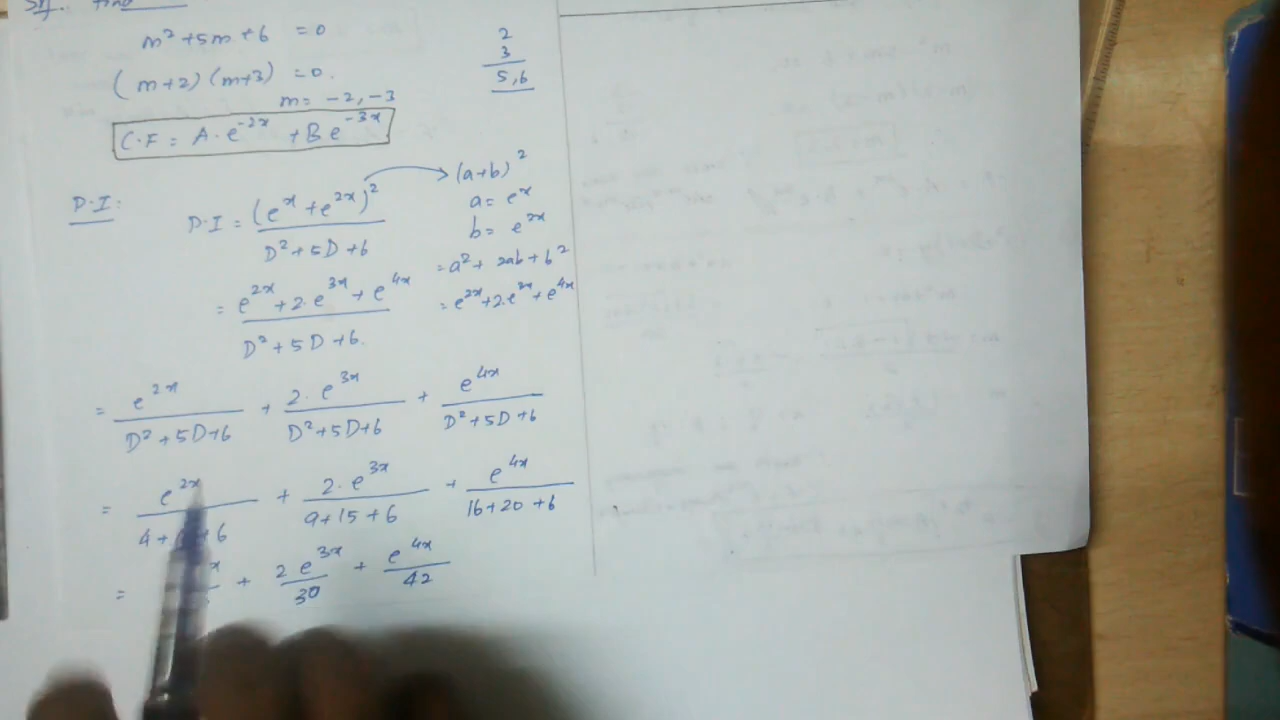 m² + 5m + 6 = 0
(m+2) (m+3) = 0.
m = -2, -3
2
3
5, 6
C.F = A. e^-2x + B e^-3x
P.I:
P.I = (e^x + e^2x)²
D² + 5D + 6
(a+b)²
a = e^x
b = e^2x
= a² + 2ab + b²
= e^2x + 2.e^3x + e^4x
= e^2x + 2. e^3x + e^4x
D² + 5D + 6.
= e^2x + 2. e^3x + e^4x
D² + 5D + 6 D² + 5D + 6 D² + 5D + 6
= e^2x + 2. e^3x + e^4x
4 + 6 9 + 15 + 6 16 + 20 + 6
= + 2 e^3x + e^4x
30 42